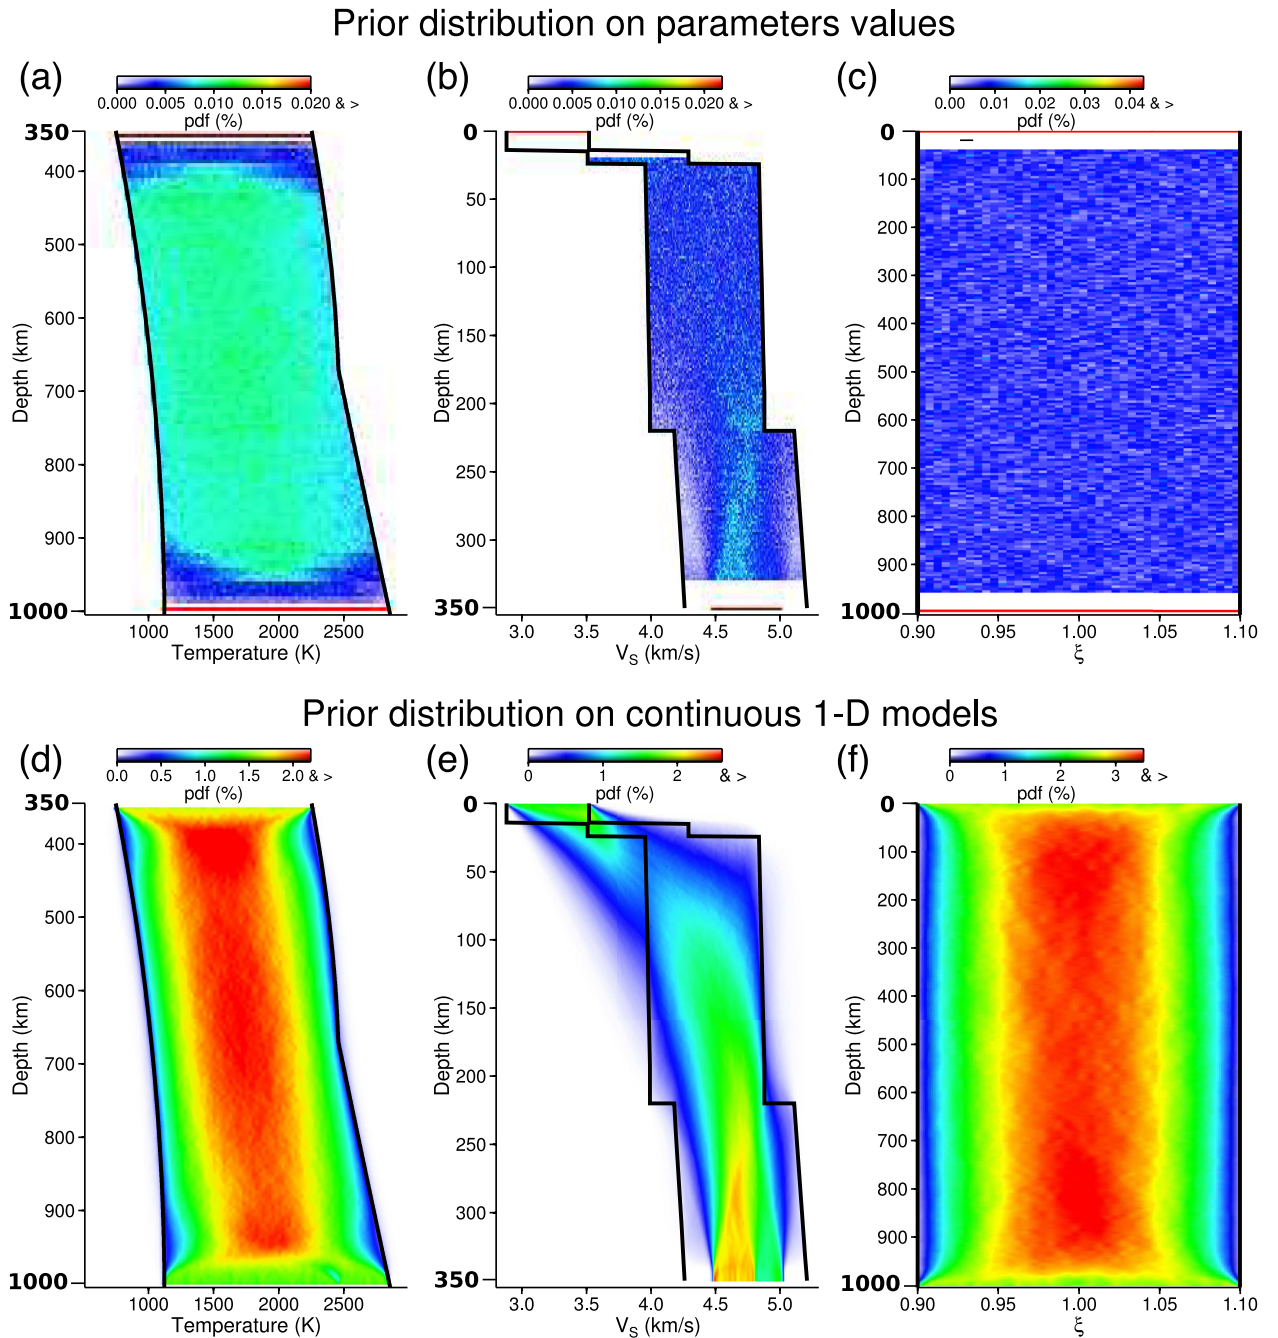 Prior distribution on parameters values
(a)
0.000 0.005 0.010 0.015 0.020 & >
pdf (%)
350
400
500
600
700
800
900
1000
Depth (km)
1000 1500 2000 2500
Temperature (K)
(b)
0.000 0.005 0.010 0.015 0.020 & >
pdf (%)
0
50
100
150
200
250
300
350
Depth (km)
3.0 3.5 4.0 4.5 5.0
VS (km/s)
(c)
0.00 0.01 0.02 0.03 0.04 & >
pdf (%)
0
100
200
300
400
500
600
700
800
900
1000
Depth (km)
0.90 0.95 1.00 1.05 1.10
ξ
Prior distribution on continuous 1-D models
(d)
0.0 0.5 1.0 1.5 2.0 & >
pdf (%)
350
400
500
600
700
800
900
1000
Depth (km)
1000 1500 2000 2500
Temperature (K)
(e)
0 1 2 & >
pdf (%)
0
50
100
150
200
250
300
350
Depth (km)
3.0 3.5 4.0 4.5 5.0
VS (km/s)
(f)
0 1 2 3 & >
pdf (%)
0
100
200
300
400
500
600
700
800
900
1000
Depth (km)
0.90 0.95 1.00 1.05 1.10
ξ